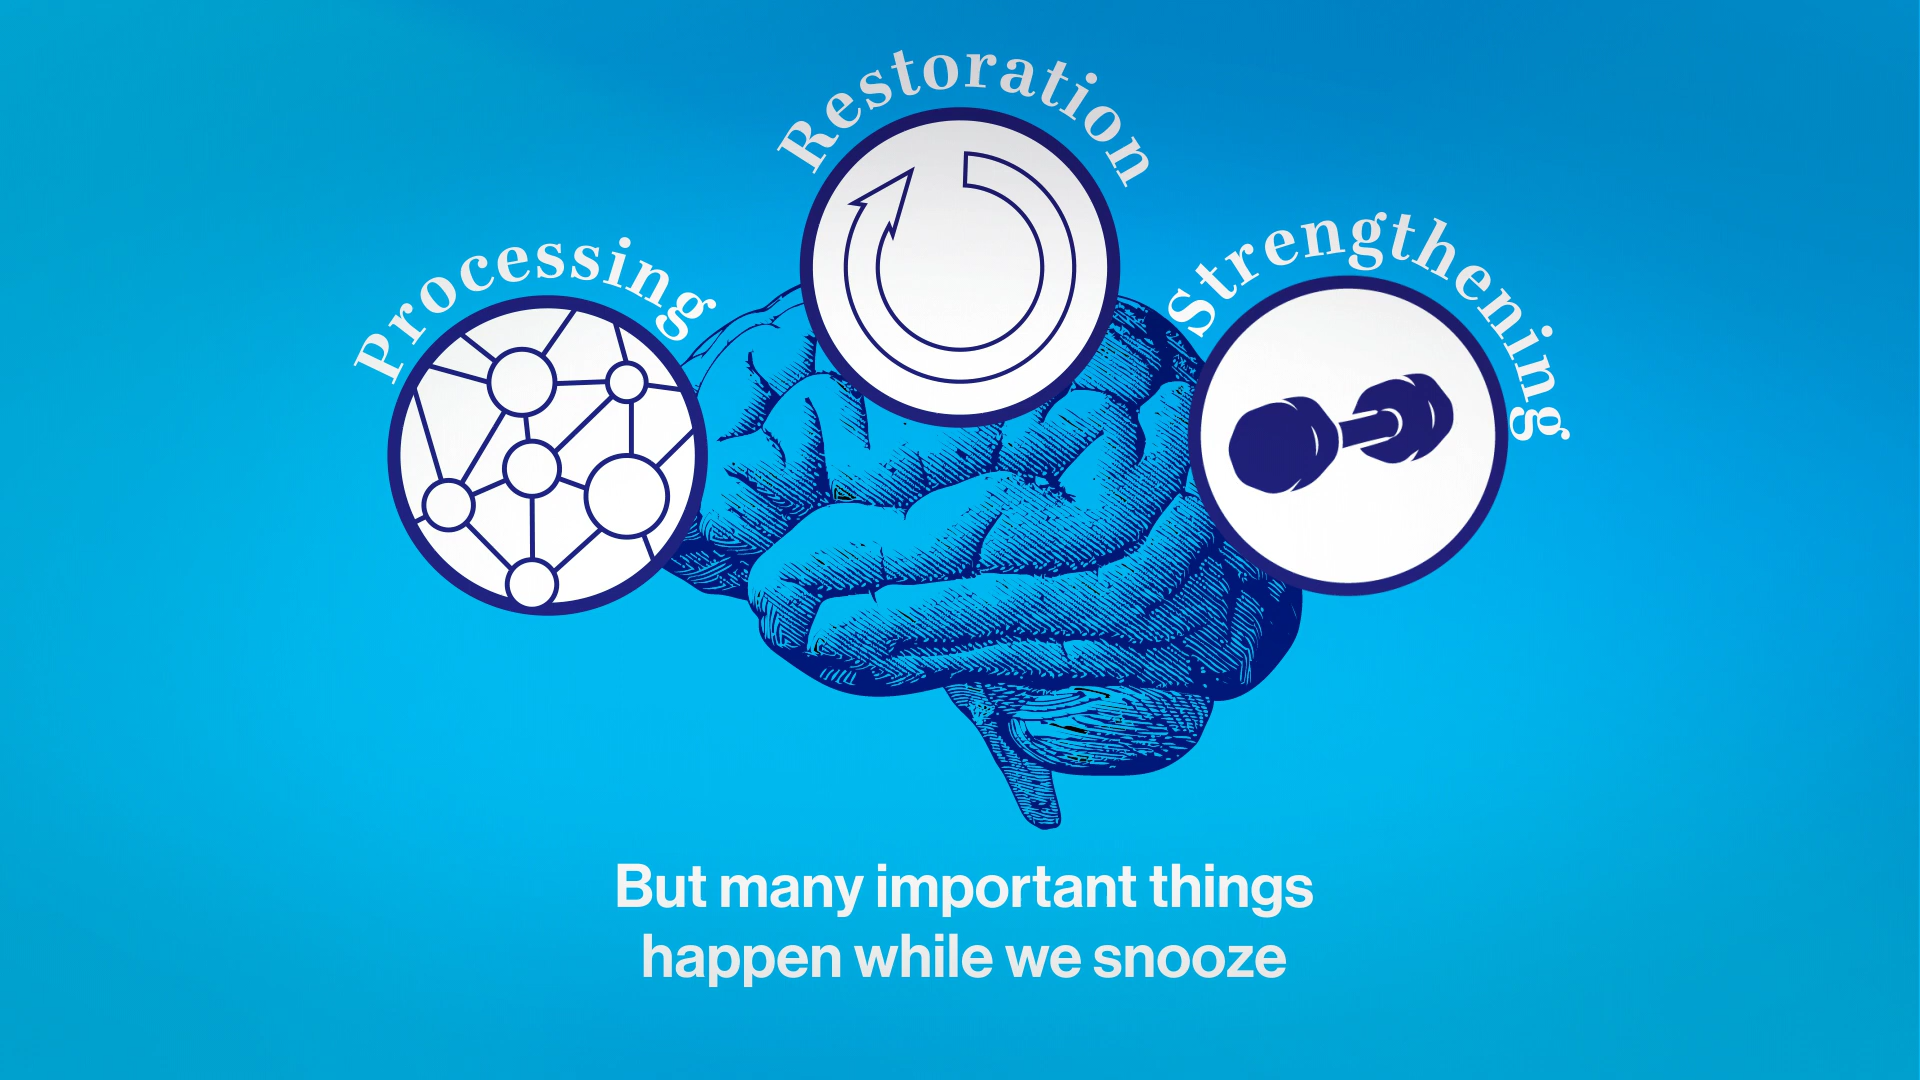 Processing
Restoration
Strengthening
But many important things
happen while we snooze